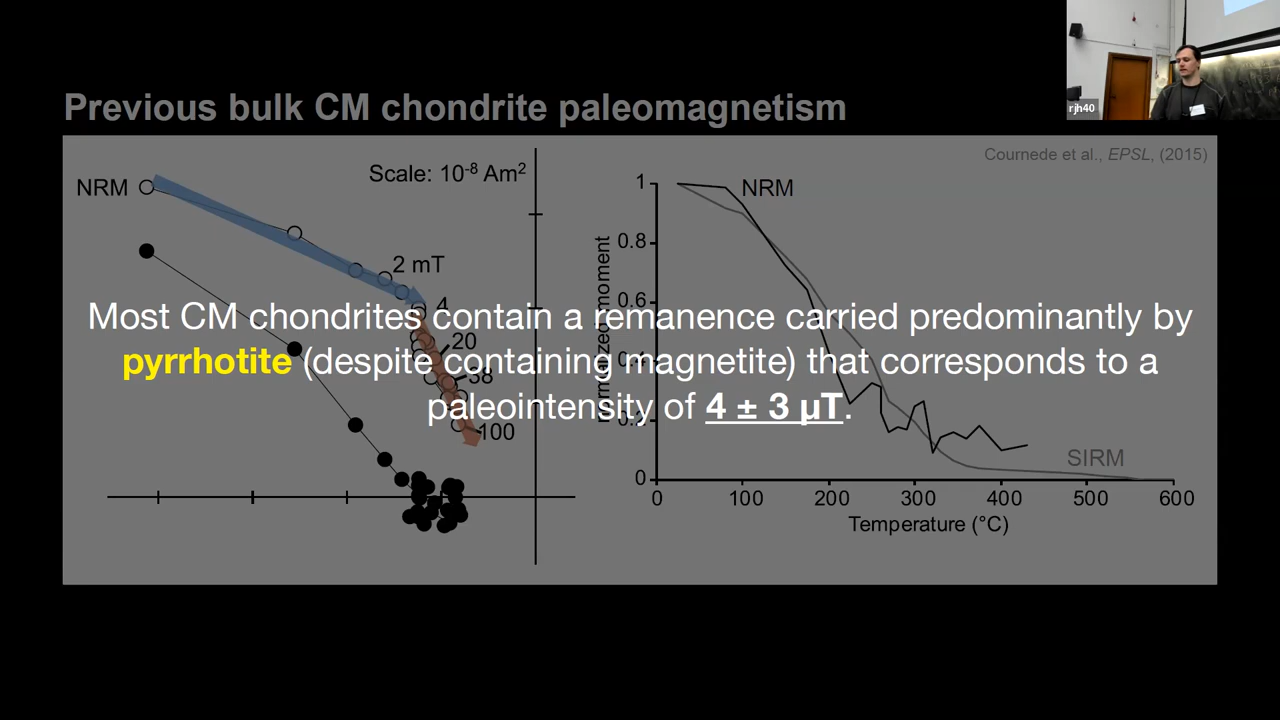 rjh40
Previous bulk CM chondrite paleomagnetism
Cournede et al., EPSL, (2015)
Scale: 10⁻⁸ Am²
NRM
2 mT
4
20
38
100
Most CM chondrites contain a remanence carried predominantly by
pyrrhotite (despite containing magnetite) that corresponds to a
paleointensity of 4 ± 3 μT.
1
0.8
0.6
0
NRM
SIRM
0
100
200
300
400
500
600
Temperature (°C)